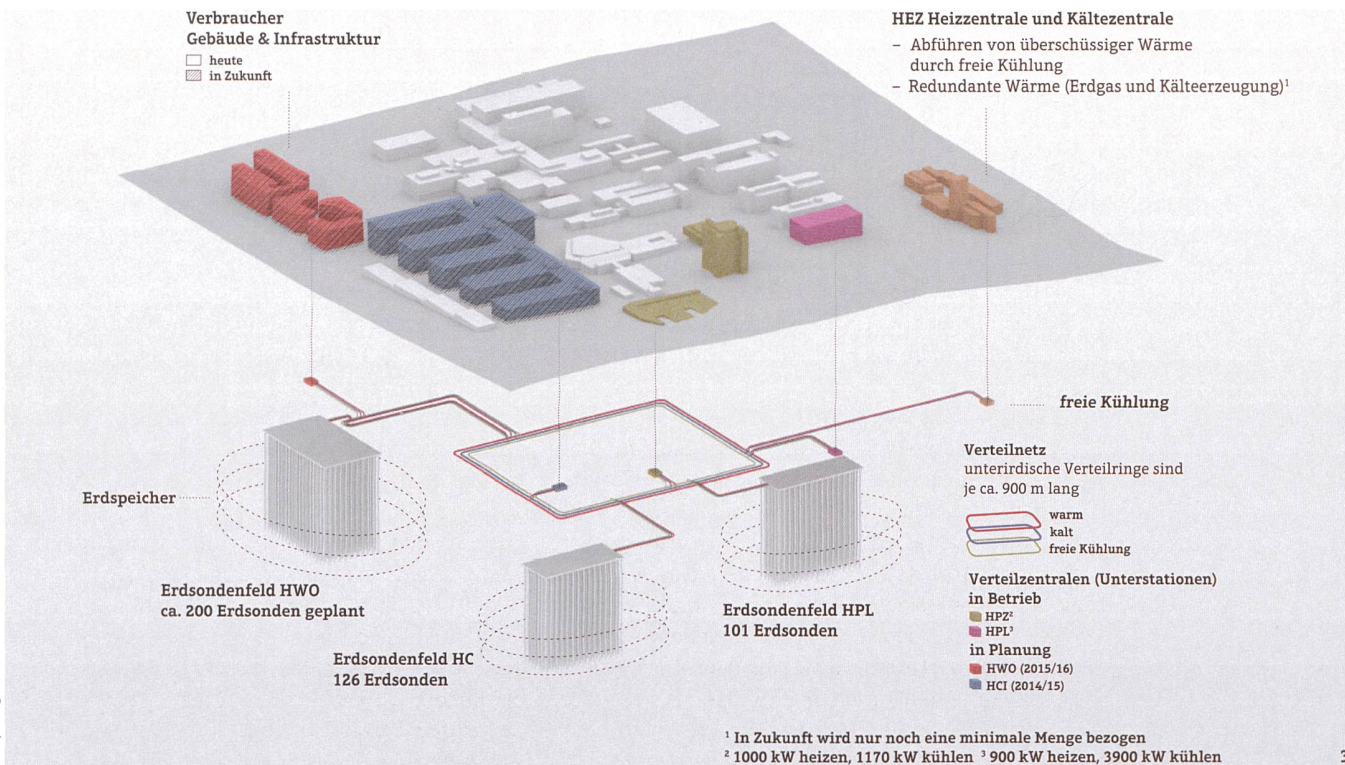 Verbraucher
Gebäude & Infrastruktur
heute
in Zukunft
HEZ Heizzentrale und Kältezentrale
– Abführen von überschüssiger Wärme
durch freie Kühlung
– Redundante Wärme (Erdgas und Kälteerzeugung)¹
freie Kühlung
Erdspeicher
Erdsondenfeld HWO
ca. 200 Erdsonden geplant
Erdsondenfeld HC
126 Erdsonden
Erdsondenfeld HPL
101 Erdsonden
Verteilnetz
unterirdische Verteilringe sind
je ca. 900 m lang
warm
kalt
freie Kühlung
Verteilzentralen (Unterstationen)
in Betrieb
HPZ²
HPL³
in Planung
HWO (2015/16)
HCI (2014/15)
¹ In Zukunft wird nur noch eine minimale Menge bezogen
² 1000 kW heizen, 1170 kW kühlen ³ 900 kW heizen, 3900 kW kühlen